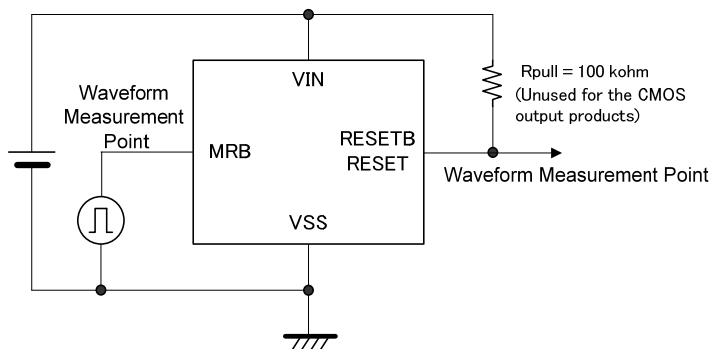 VIN
Rpull = 100 kohm
(Unused for the CMOS
output products)
Waveform
Measurement
Point
MRB
RESETB
RESET
Waveform Measurement Point
VSS